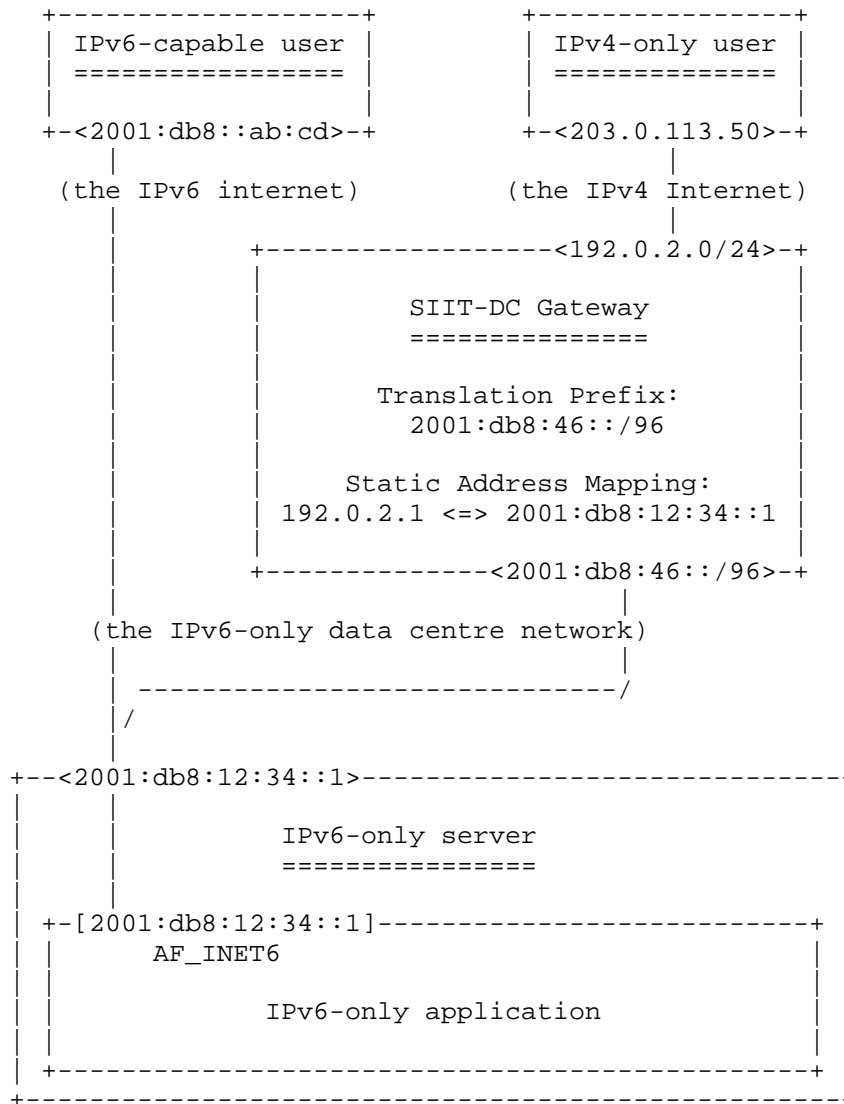 IPv6-capable user    IPv4-only user
=================    ==============
+-<2001:db8::ab:cd>-+    +-<203.0.113.50>-+
(the IPv6 internet)    (the IPv4 Internet)
+------------------<192.0.2.0/24>-+
SIIT-DC Gateway
===============
Translation Prefix:
2001:db8:46::/96
Static Address Mapping:
192.0.2.1 <=> 2001:db8:12:34::1
+--------------<2001:db8:46::/96>-+
(the IPv6-only data centre network)
+--<2001:db8:12:34::1>------------------------------
IPv6-only server
================
+-[2001:db8:12:34::1]---------------------------+
AF_INET6
IPv6-only application